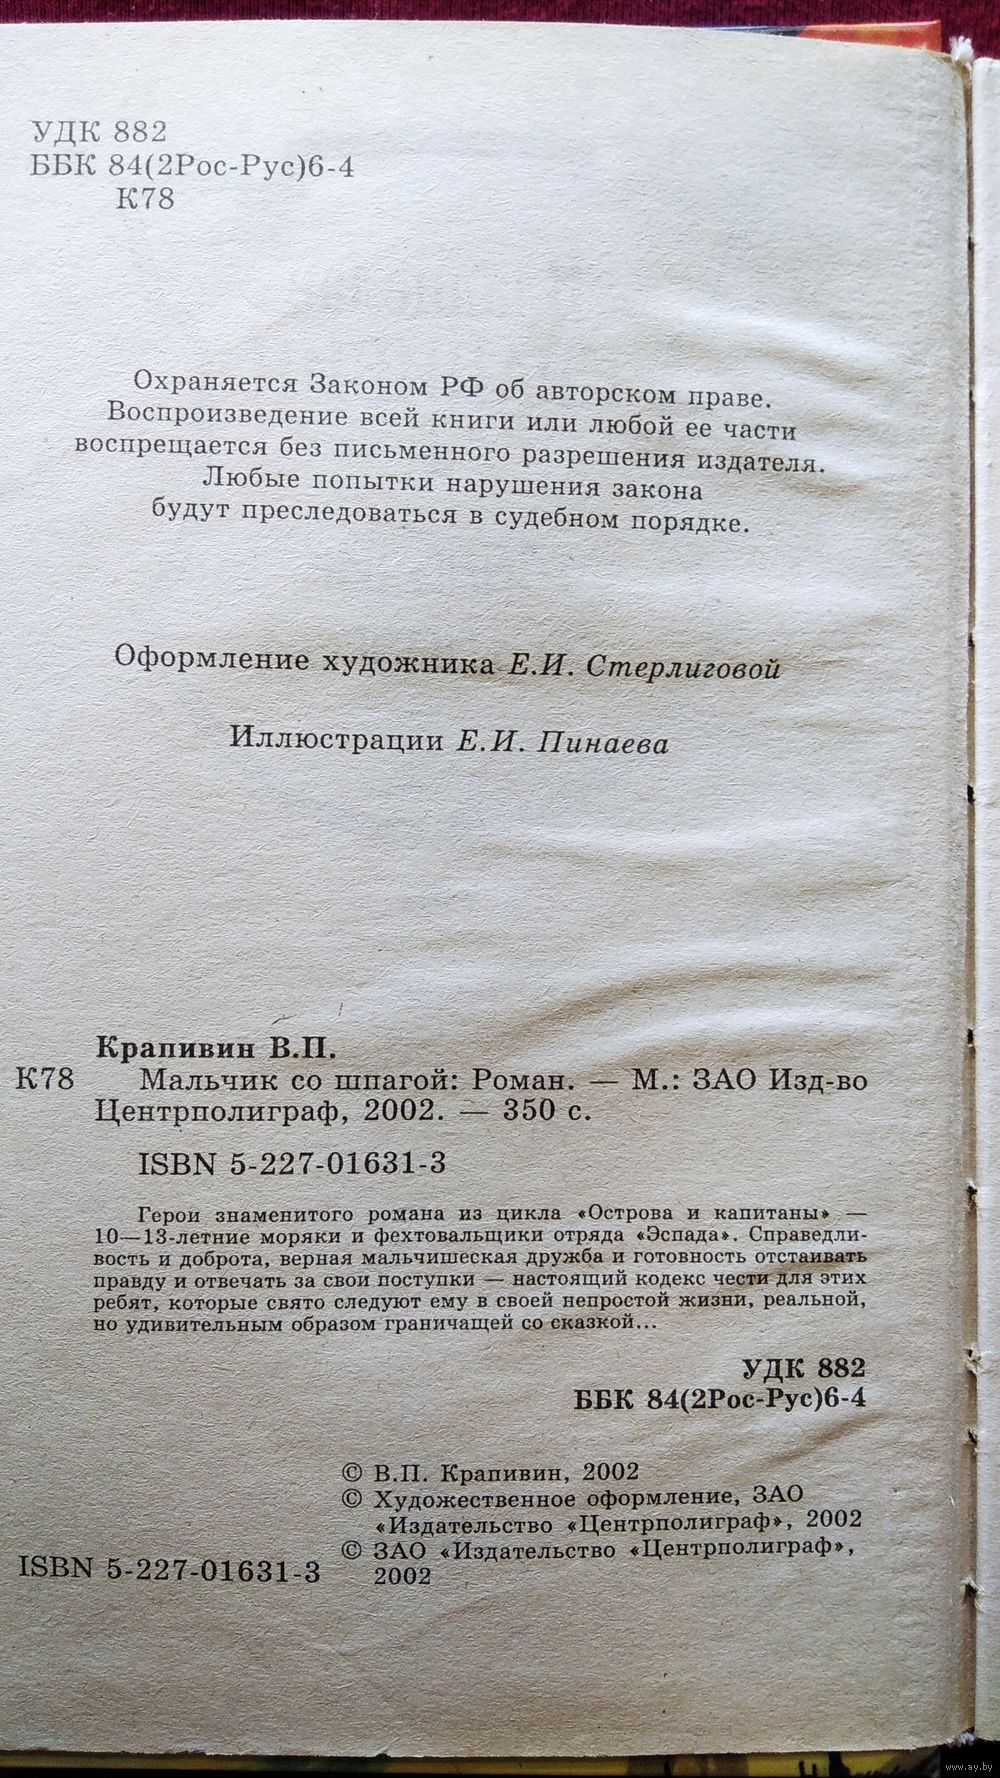 УДК 882
ББК 84(2Рос-Рус)6-4
К78
Охраняется Законом РФ об авторском праве.
Воспроизведение всей книги или любой ее части
воспрещается без письменного разрешения издателя.
Любые попытки нарушения закона
будут преследоваться в судебном порядке.
Оформление художника Е.И. Стерлиговой
Иллюстрации Е.И. Пинаева
Крапивин В.П.
К78 Мальчик со шпагой: Роман. — М.: ЗАО Изд-во
Центрполиграф, 2002. — 350 с.
ISBN 5-227-01631-3
Герои знаменитого романа из цикла «Острова и капитаны» —
10—13-летние моряки и фехтовальщики отряда «Эспада». Справедли-
вость и доброта, верная мальчишеская дружба и готовность отстаивать
правду и отвечать за свои поступки — настоящий кодекс чести для этих
ребят, которые свято следуют ему в своей непростой жизни, реальной,
но удивительным образом граничащей со сказкой...
УДК 882
ББК 84(2Рос-Рус)6-4
© В.П. Крапивин, 2002
© Художественное оформление, ЗАО
«Издательство «Центрполиграф», 2002
© ЗАО «Издательство «Центрполиграф»,
2002
ISBN 5-227-01631-3
www.ay.by